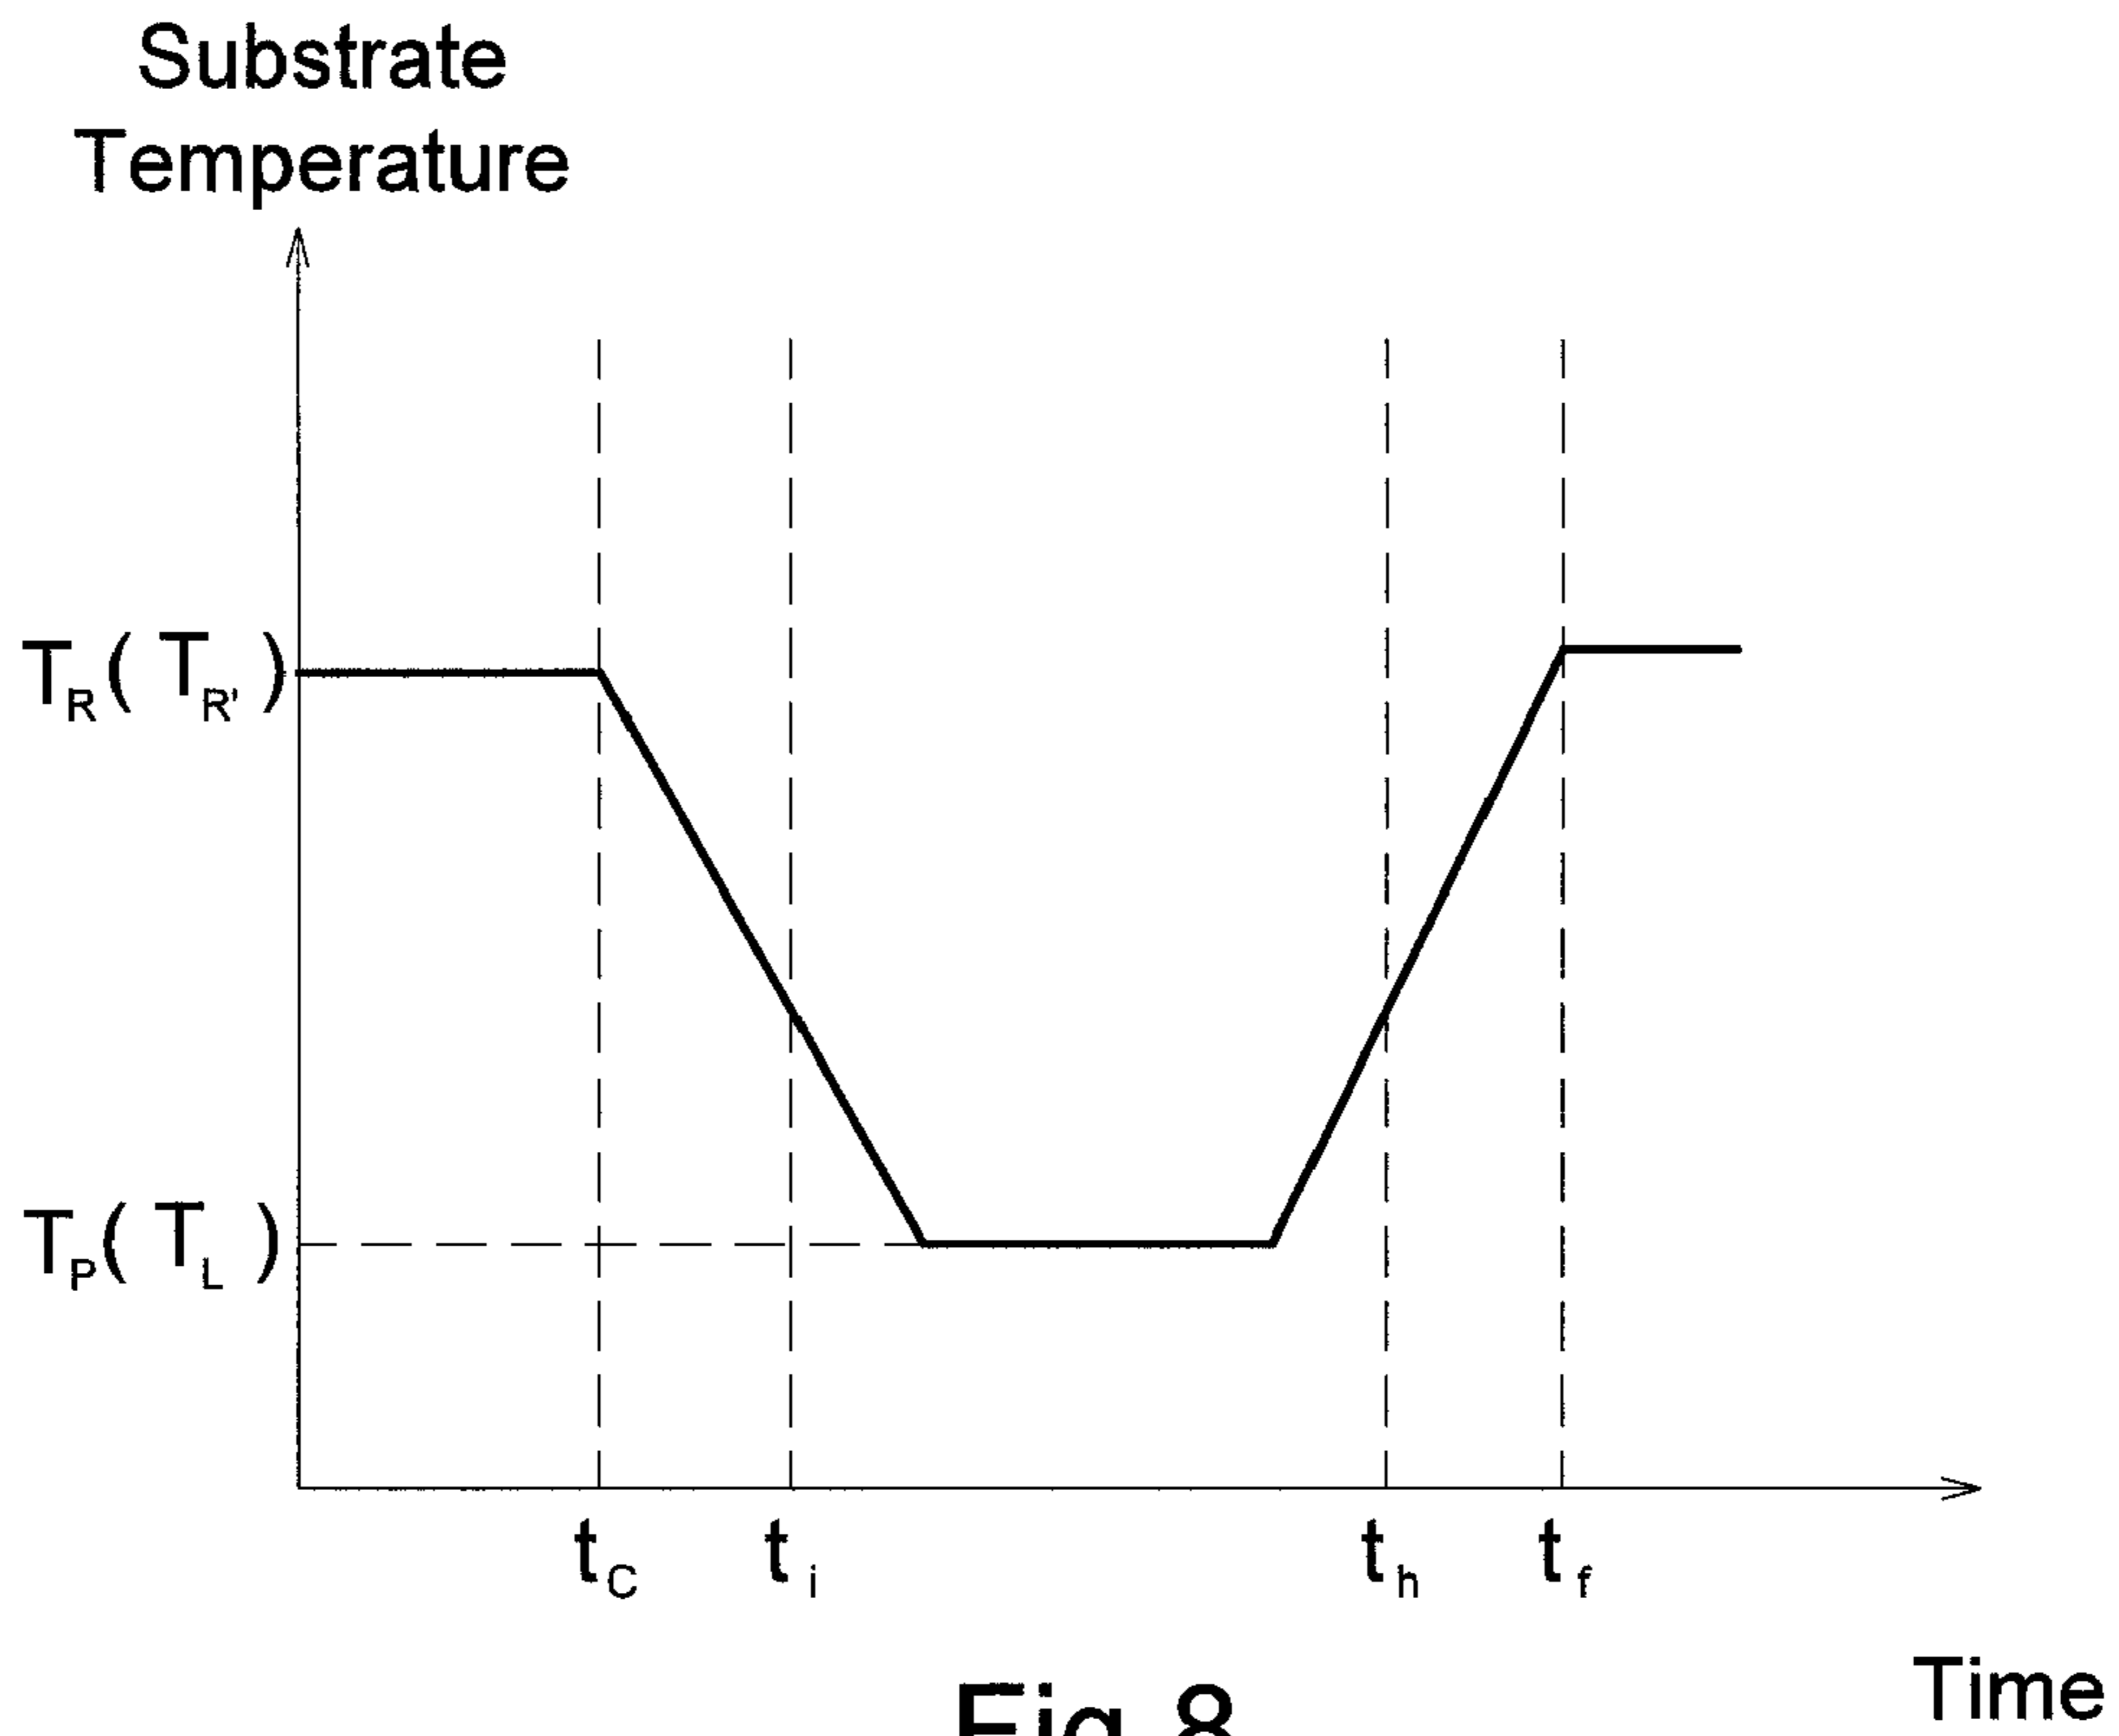 Substrate
Temperature
T_R( T_R' )
T_P( T_L )
t_C t_i t_h t_f
Time
Fig.8